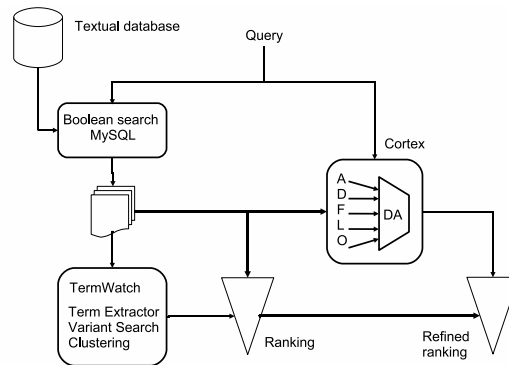 Textual database
Query
Boolean search
MySQL
Cortex
A
D
F
L
O
DA
TermWatch
Term Extractor
Variant Search
Clustering
Ranking
Refined
ranking